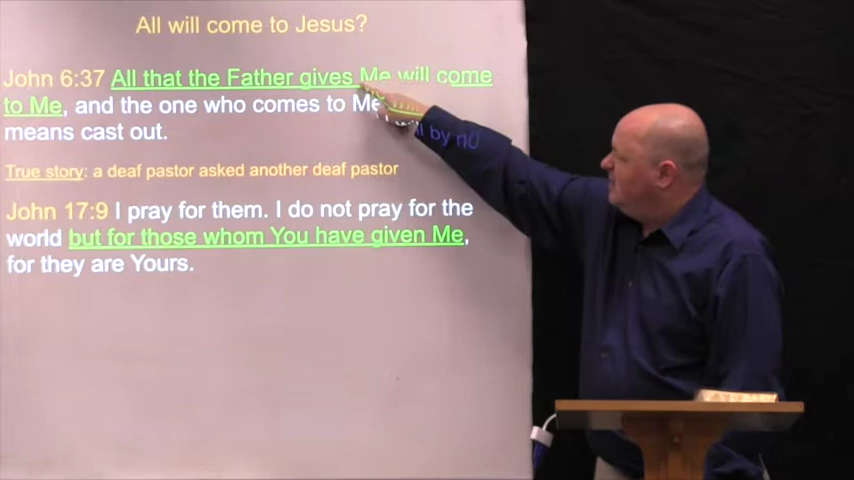 All will come to Jesus?
John 6:37 All that the Father gives Me will come
to Me, and the one who comes to Me will by no
means cast out.
True story: a deaf pastor asked another deaf pastor
John 17:9 I pray for them. I do not pray for the
world but for those whom You have given Me,
for they are Yours.